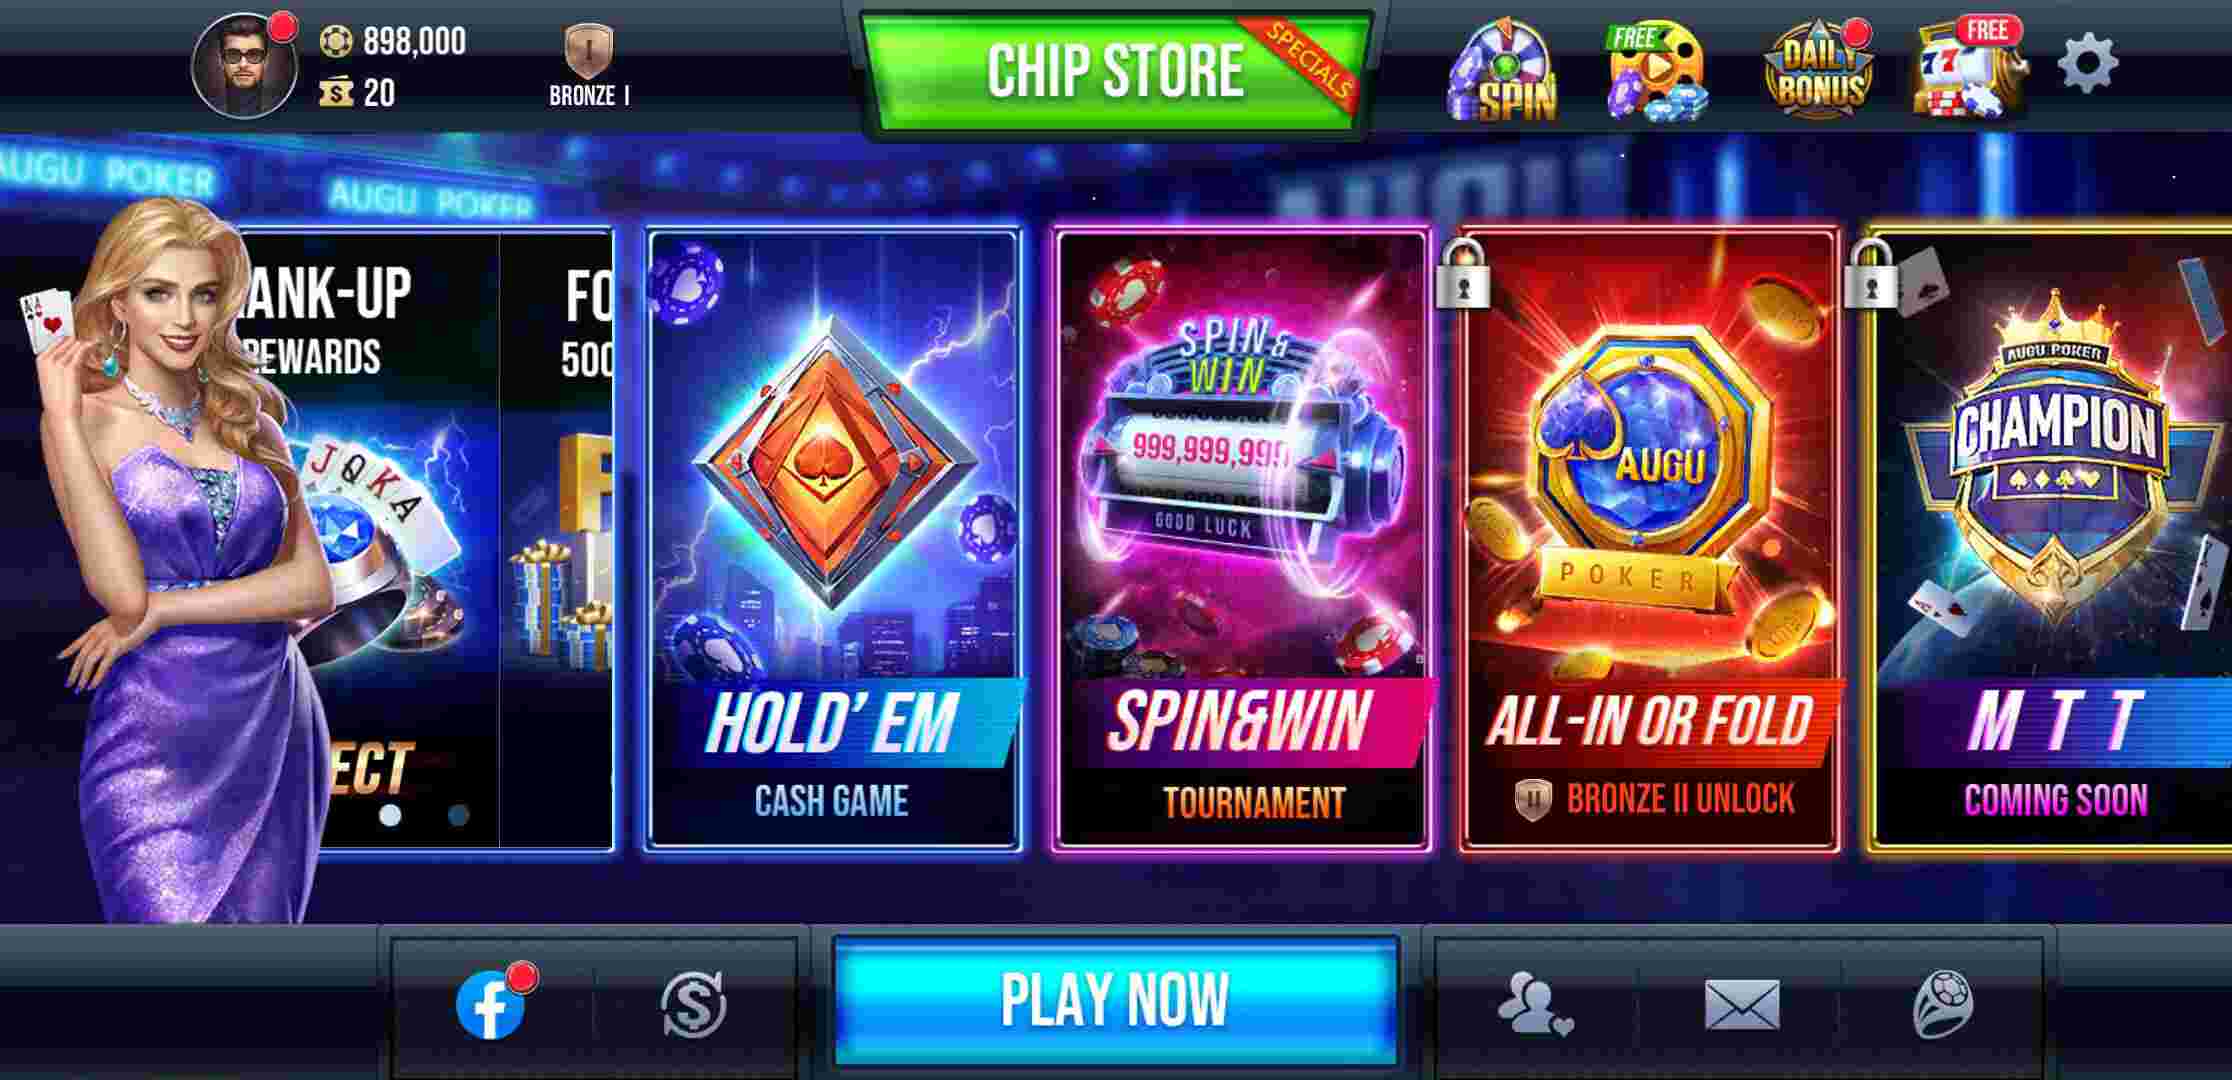 898,000
20
BRONZE I
CHIP STORE
SPECIALS
SPIN
FREE
DAILY
BONUS
FREE
77
AUGU POKER
AUGU POKER
ANK-UP
REWARDS
J Q K A
ECT
FO
500
HOLD' EM
CASH GAME
SPIN&
WIN
999,999,999
GOOD LUCK
SPIN&WIN
TOURNAMENT
AUGU
POKER
ALL-IN OR FOLD
II BRONZE II UNLOCK
AUGU POKER
CHAMPION
M T T
COMING SOON
PLAY NOW